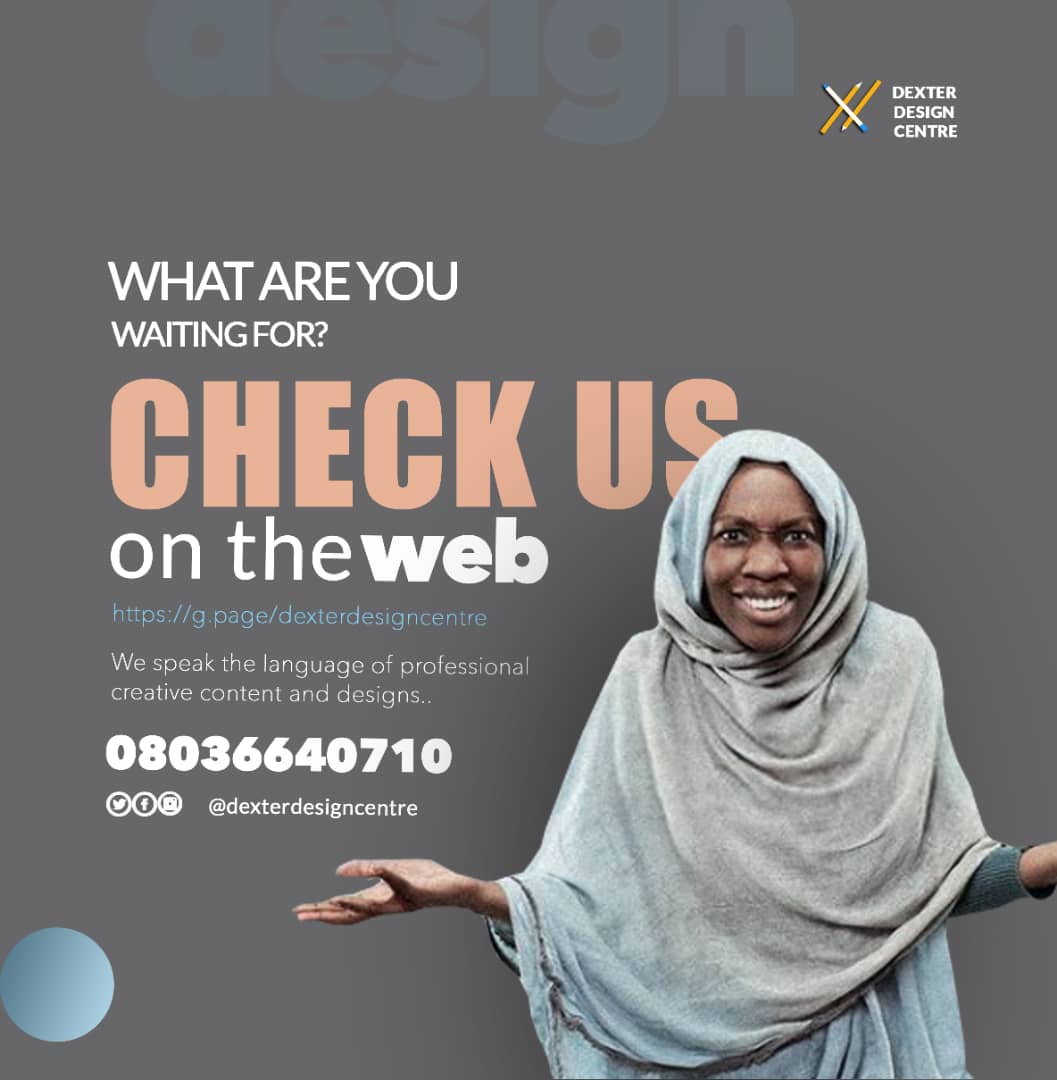 design
DEXTER
DESIGN
CENTRE
WHAT ARE YOU
WAITING FOR?
CHECK US
on the web
https://g.page/dexterdesigncentre
We speak the language of professional
creative content and designs..
08036640710
@dexterdesigncentre